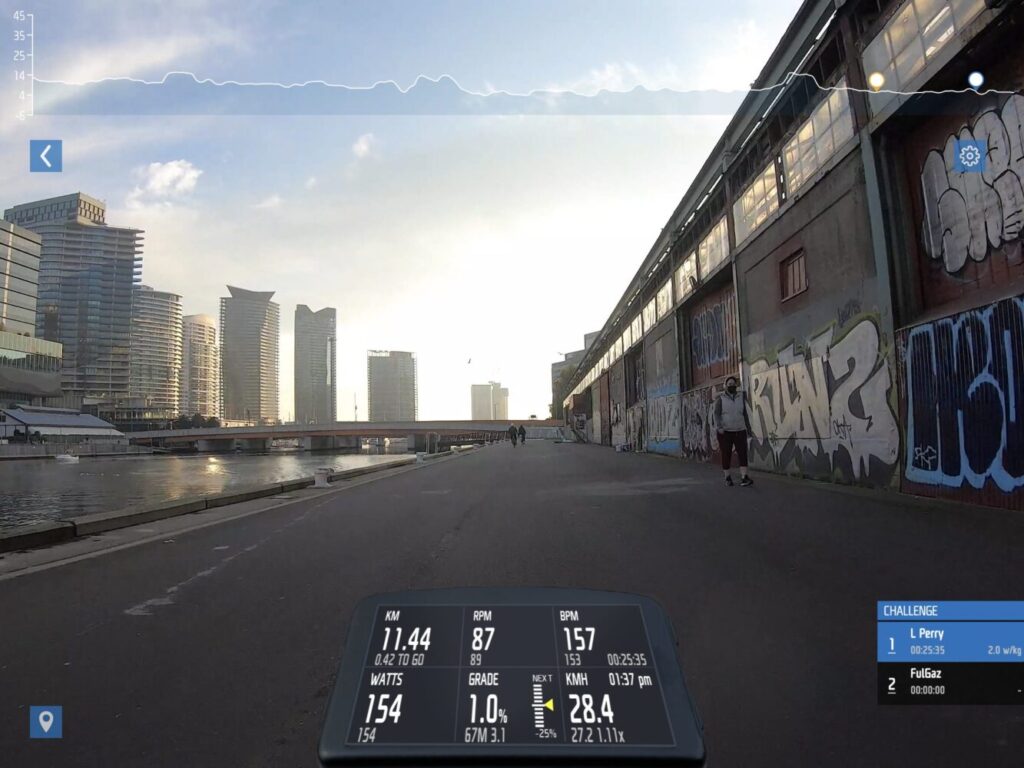 45
35
25
14
4
-5
RUN2
CHALLENGE
1 L Perry
00:25:35 2.0 w/kg
2 FulGaz
00:00:00 -
KM RPM BPM
11.44 87 157
0.42 TO GO 89 153 00:25:35
WATTS GRADE NEXT KMH 01:37 pm
154 1.0% 28.4
154 67M 3.1 -25% 27.2 1.11x